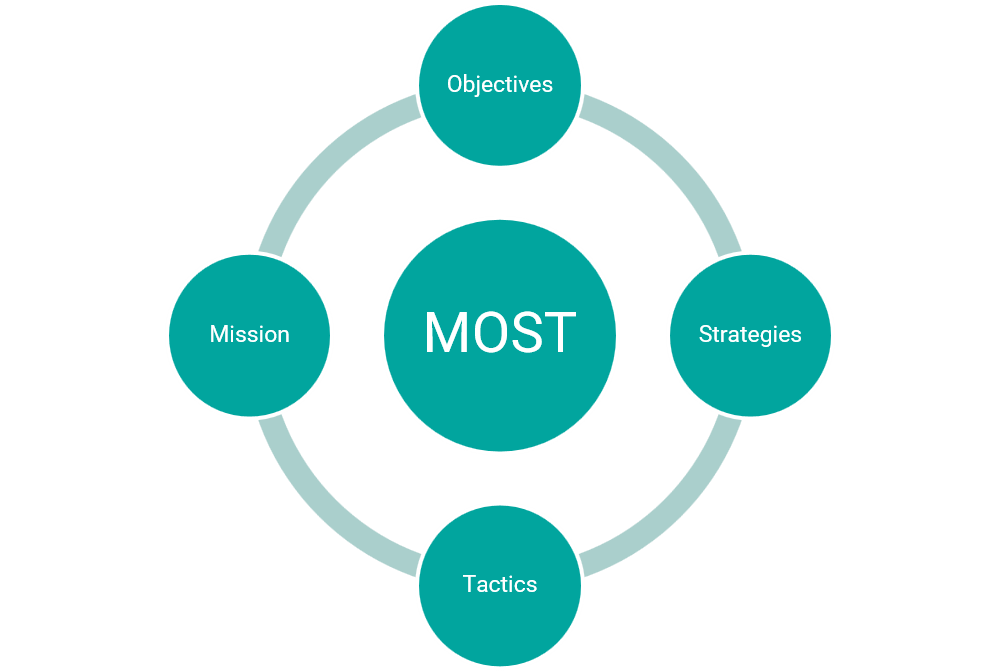 Objectives
Mission
MOST
Strategies
Tactics